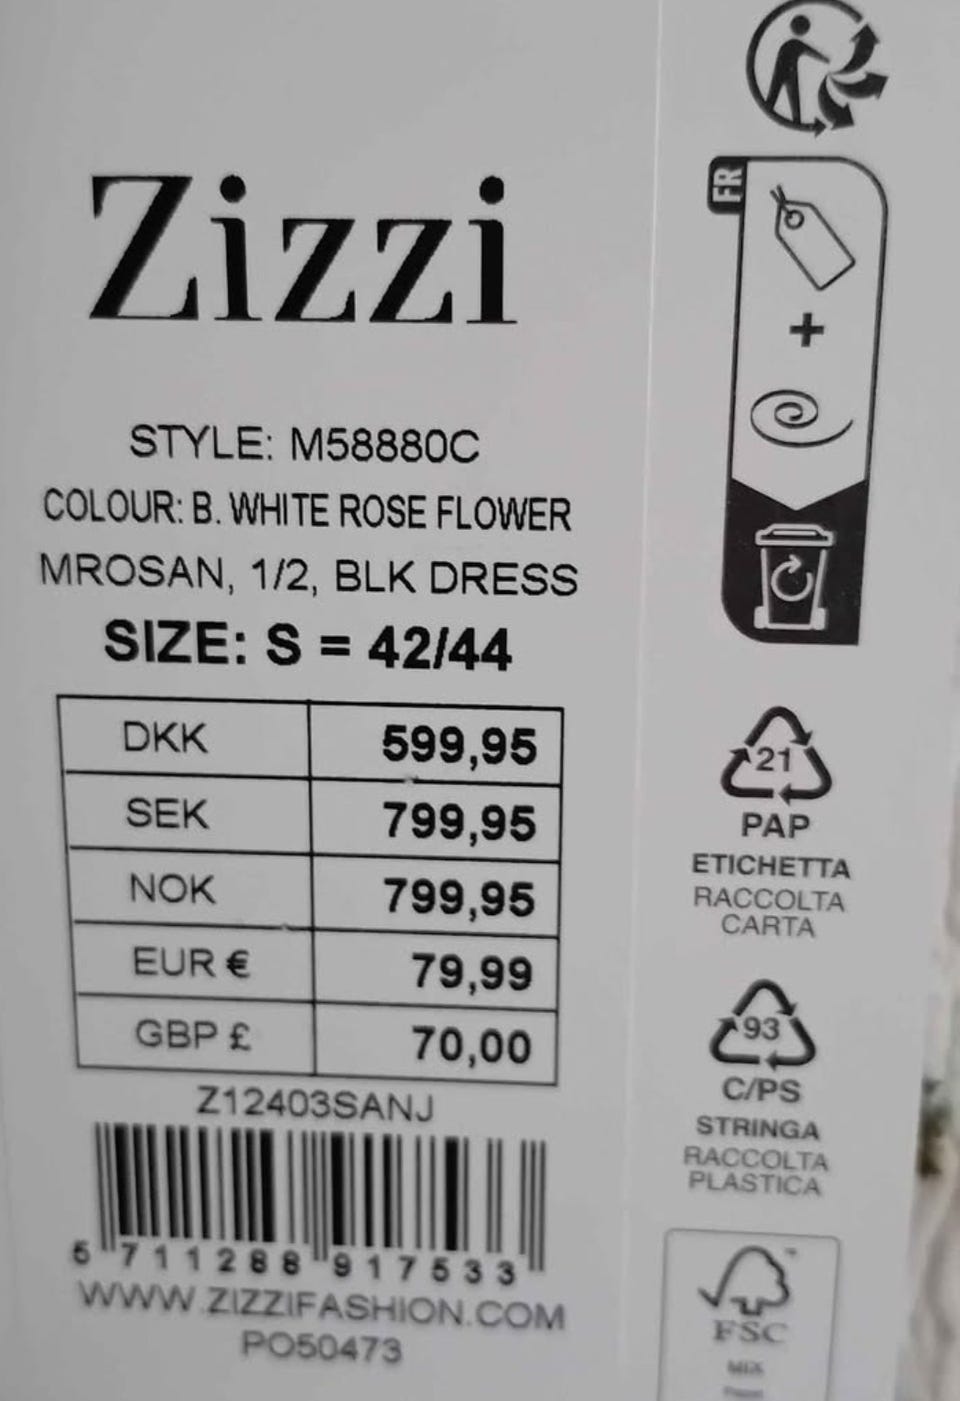 Zizzi
STYLE: M58880C
COLOUR: B. WHITE ROSE FLOWER
MROSAN, 1/2, BLK DRESS
SIZE: S = 42/44
DKK 599,95
SEK 799,95
NOK 799,95
EUR € 79,99
GBP £ 70,00
Z12403SANJ
5 711288 917533
WWW.ZIZZIFASHION.COM
PO50473
FR
+
21
PAP
ETICHETTA
RACCOLTA
CARTA
93
C/PS
STRINGA
RACCOLTA
PLASTICA
FSC
MIX